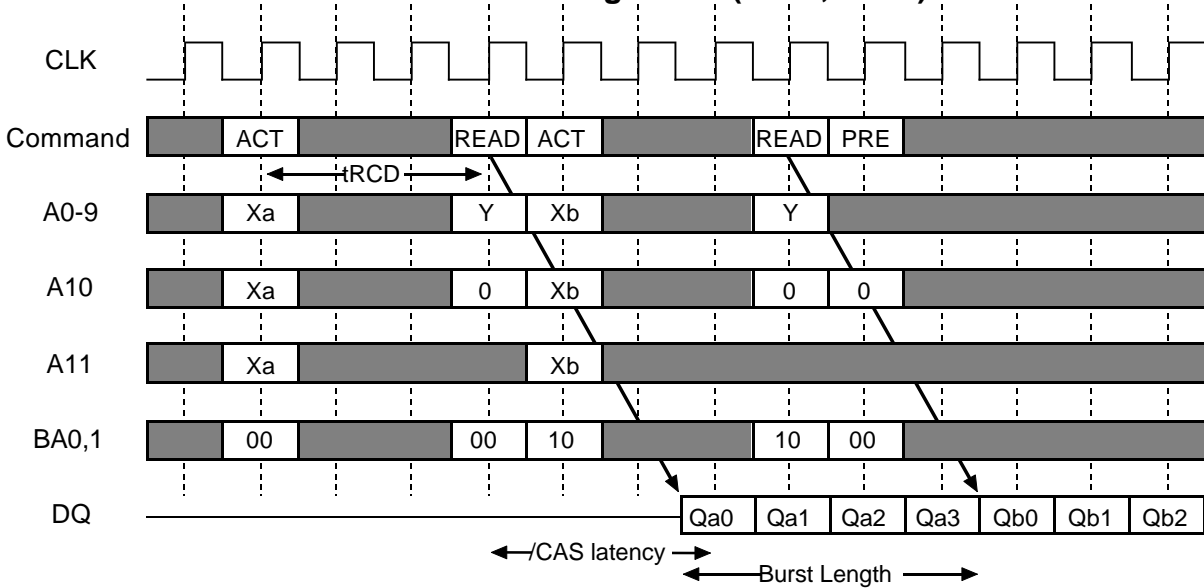 CLK
Command ACT READ ACT READ PRE
tRCD
A0-9 Xa Y Xb Y
A10 Xa 0 Xb 0 0
A11 Xa Xb
BA0,1 00 00 10 10 00
DQ Qa0 Qa1 Qa2 Qa3 Qb0 Qb1 Qb2
/CAS latency
Burst Length